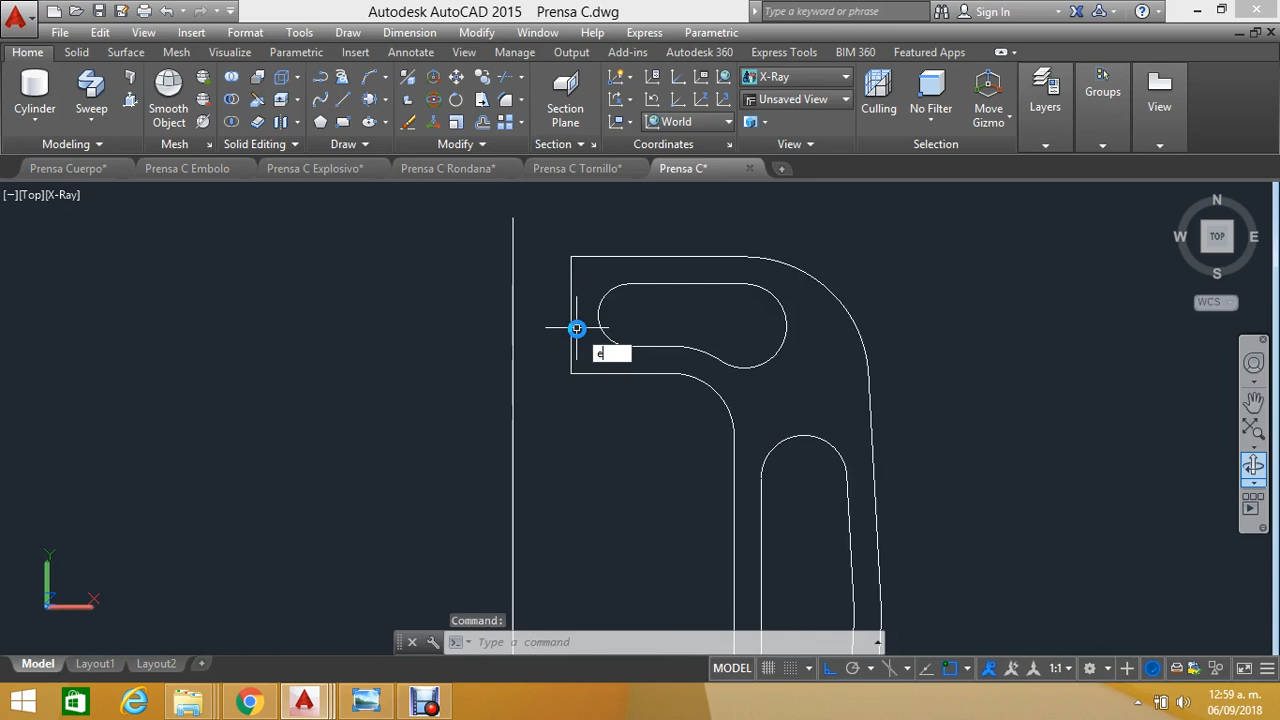 Autodesk AutoCAD 2015 Prensa C.dwg
Type a keyword or phrase
Sign In
File Edit View Insert Format Tools Draw Dimension Modify Window Help Express Parametric
Home Solid Surface Mesh Visualize Parametric Insert Annotate View Manage Output Add-ins Autodesk 360 Express Tools BIM 360 Featured Apps
Cylinder Sweep Smooth Object Section Plane X-Ray Unsaved View World Culling No Filter Move Gizmo Layers Groups View
Modeling Mesh Solid Editing Draw Modify Section Coordinates View Selection
Prensa Cuerpo* Prensa C Embolo Prensa C Explosivo* Prensa C Rondana* Prensa C Tornillo* Prensa C*
[−][Top][X-Ray]
N
W TOP E
S
WCS
e
Y
X
Z
Command:
Type a command
Model Layout1 Layout2
MODEL 1:1
12:59 a. m.
06/09/2018